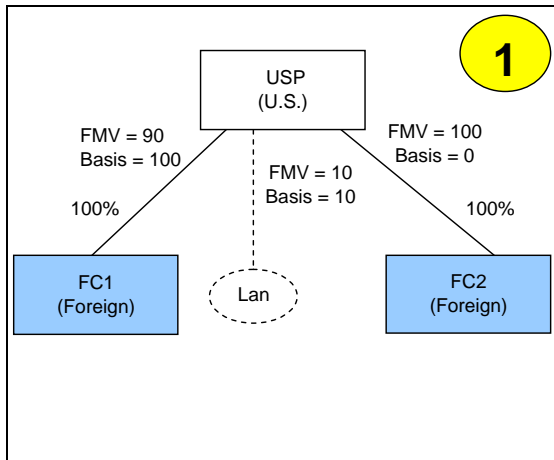 1
USP
(U.S.)
FMV = 90
Basis = 100
FMV = 10
Basis = 10
FMV = 100
Basis = 0
100%
100%
FC1
(Foreign)
Lan
FC2
(Foreign)